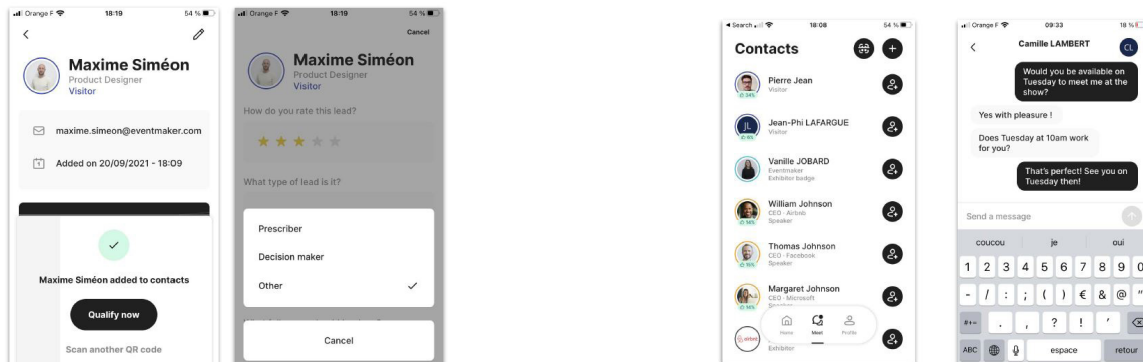 Orange F 18:19 54 %
Maxime Siméon
Product Designer
Visitor
maxime.simeon@eventmaker.com
1
Added on 20/09/2021 - 18:09
Maxime Siméon added to contacts
Qualify now
Scan another QR code
Orange F 18:19 54 %
Cancel
Maxime Siméon
Product Designer
Visitor
How do you rate this lead?
What type of lead is it?
Prescriber
Decision maker
Other
Cancel
Search 18:08 54 %
Contacts
Pierre Jean
Visitor
JL
Jean-Phi LAFARGUE
Visitor
Vanille JOBARD
Eventmaker
Exhibitor badge
William Johnson
CEO - Airbnb
Speaker
Thomas Johnson
CEO - Facebook
Speaker
Margaret Johnson
CEO - Microsoft
Speaker
Home Meet Profile
airbnb
Exhibitor
Orange F 09:33 18 %
Camille LAMBERT CL
Would you be available on
Tuesday to meet me at the
show?
Yes with pleasure !
Does Tuesday at 10am work
for you?
That's perfect! See you on
Tuesday then!
Send a message
coucou je oui
1 2 3 4 5 6 7 8 9 0
- / : ; ( ) € & @ "
#+= . , ? ! '
ABC espace retour